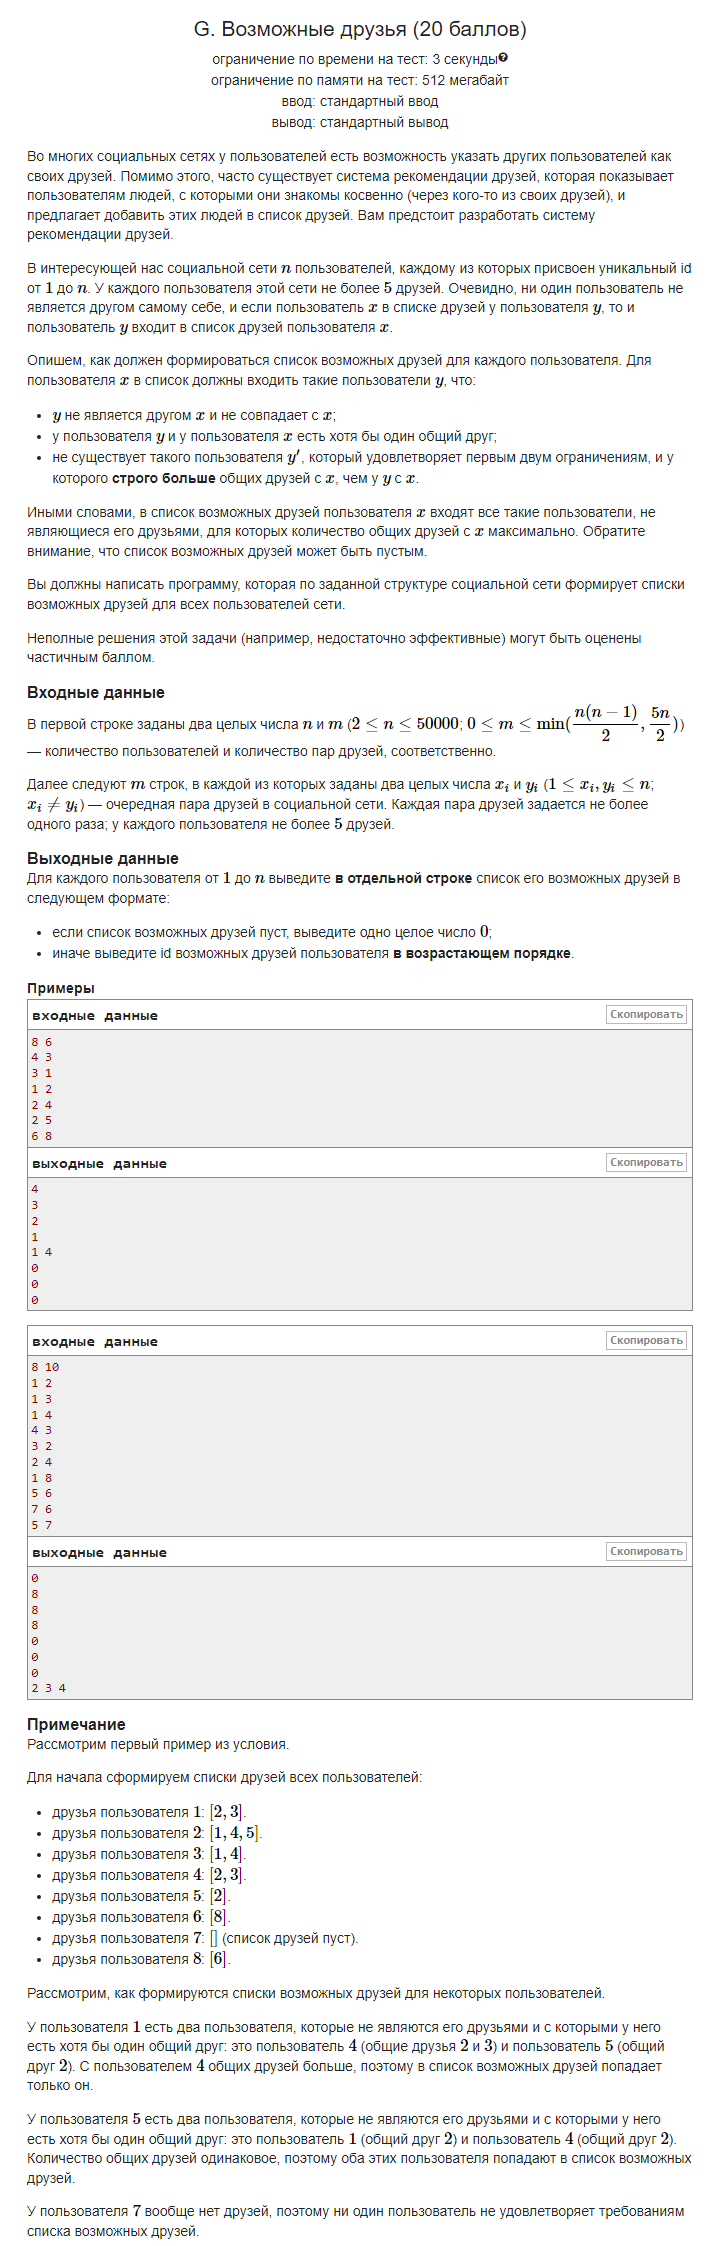 G. Возможные друзья (20 баллов)
ограничение по времени на тест: 3 секунды?
ограничение по памяти на тест: 512 мегабайт
ввод: стандартный ввод
вывод: стандартный вывод
Во многих социальных сетях у пользователей есть возможность указать других пользователей как
своих друзей. Помимо этого, часто существует система рекомендации друзей, которая показывает
пользователям людей, с которыми они знакомы косвенно (через кого-то из своих друзей), и
предлагает добавить этих людей в список друзей. Вам предстоит разработать систему
рекомендации друзей.
В интересующей нас социальной сети n пользователей, каждому из которых присвоен уникальный id
от 1 до n. У каждого пользователя этой сети не более 5 друзей. Очевидно, ни один пользователь не
является другом самому себе, и если пользователь x в списке друзей у пользователя y, то и
пользователь y входит в список друзей пользователя x.
Опишем, как должен формироваться список возможных друзей для каждого пользователя. Для
пользователя x в список должны входить такие пользователи y, что:
• y не является другом x и не совпадает с x;
• у пользователя y и у пользователя x есть хотя бы один общий друг;
• не существует такого пользователя y′, который удовлетворяет первым двум ограничениям, и у
которого строго больше общих друзей с x, чем у y с x.
Иными словами, в список возможных друзей пользователя x входят все такие пользователи, не
являющиеся его друзьями, для которых количество общих друзей с x максимально. Обратите
внимание, что список возможных друзей может быть пустым.
Вы должны написать программу, которая по заданной структуре социальной сети формирует списки
возможных друзей для всех пользователей сети.
Неполные решения этой задачи (например, недостаточно эффективные) могут быть оценены
частичным баллом.
Входные данные
В первой строке заданы два целых числа n и m (2 ≤ n ≤ 50000; 0 ≤ m ≤ min(n(n − 1)/2, 5n/2))
— количество пользователей и количество пар друзей, соответственно.
Далее следуют m строк, в каждой из которых заданы два целых числа xᵢ и yᵢ (1 ≤ xᵢ, yᵢ ≤ n;
xᵢ ≠ yᵢ) — очередная пара друзей в социальной сети. Каждая пара друзей задается не более
одного раза; у каждого пользователя не более 5 друзей.
Выходные данные
Для каждого пользователя от 1 до n выведите в отдельной строке список его возможных друзей в
следующем формате:
• если список возможных друзей пуст, выведите одно целое число 0;
• иначе выведите id возможных друзей пользователя в возрастающем порядке.
Примеры
входные данные Скопировать
8 6
4 3
3 1
1 2
2 4
2 5
6 8
выходные данные Скопировать
4
3
2
1
1 4
0
0
0
входные данные Скопировать
8 10
1 2
1 3
1 4
4 3
3 2
2 4
1 8
5 6
7 6
5 7
выходные данные Скопировать
0
8
8
8
0
0
0
2 3 4
Примечание
Рассмотрим первый пример из условия.
Для начала сформируем списки друзей всех пользователей:
• друзья пользователя 1: [2, 3].
• друзья пользователя 2: [1, 4, 5].
• друзья пользователя 3: [1, 4].
• друзья пользователя 4: [2, 3].
• друзья пользователя 5: [2].
• друзья пользователя 6: [8].
• друзья пользователя 7: [] (список друзей пуст).
• друзья пользователя 8: [6].
Рассмотрим, как формируются списки возможных друзей для некоторых пользователей.
У пользователя 1 есть два пользователя, которые не являются его друзьями и с которыми у него
есть хотя бы один общий друг: это пользователь 4 (общие друзья 2 и 3) и пользователь 5 (общий
друг 2). С пользователем 4 общих друзей больше, поэтому в список возможных друзей попадает
только он.
У пользователя 5 есть два пользователя, которые не являются его друзьями и с которыми у него
есть хотя бы один общий друг: это пользователь 1 (общий друг 2) и пользователь 4 (общий друг 2).
Количество общих друзей одинаковое, поэтому оба этих пользователя попадают в список возможных
друзей.
У пользователя 7 вообще нет друзей, поэтому ни один пользователь не удовлетворяет требованиям
списка возможных друзей.